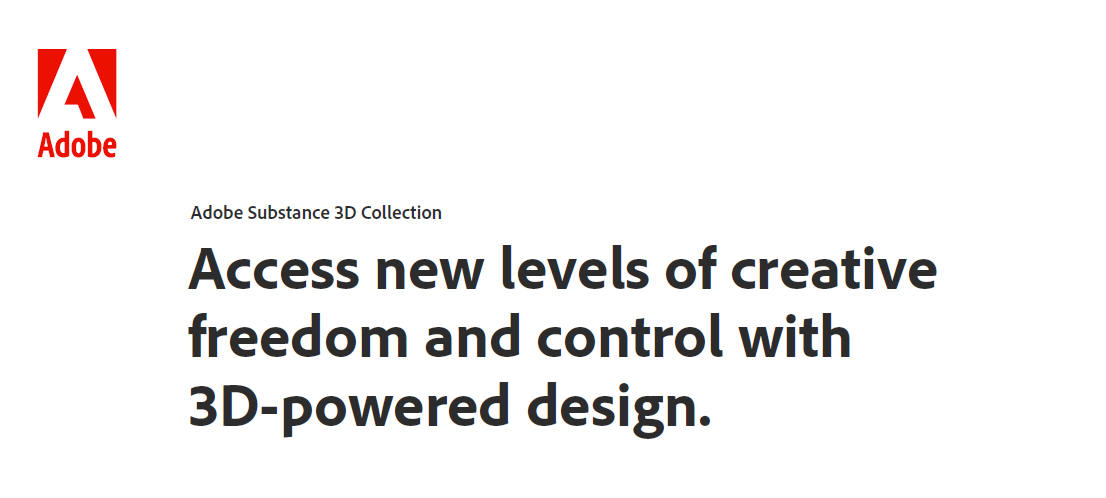 Adobe
Adobe Substance 3D Collection
Access new levels of creative
freedom and control with
3D-powered design.